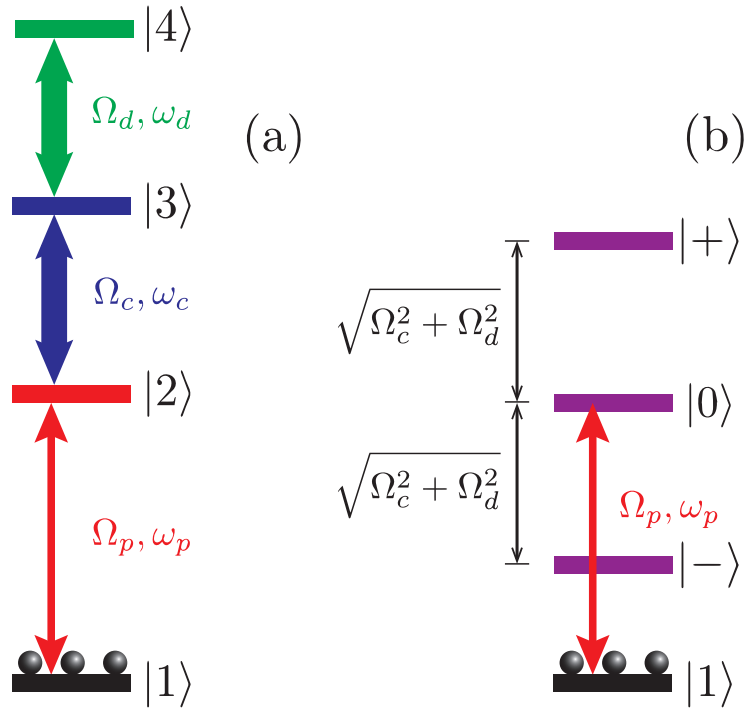 |4⟩
Ω_d, ω_d
(a)
|3⟩
Ω_c, ω_c
|2⟩
Ω_p, ω_p
|1⟩
(b)
|+⟩
√(Ω_c^2 + Ω_d^2)
|0⟩
√(Ω_c^2 + Ω_d^2)
Ω_p, ω_p
|−⟩
|1⟩